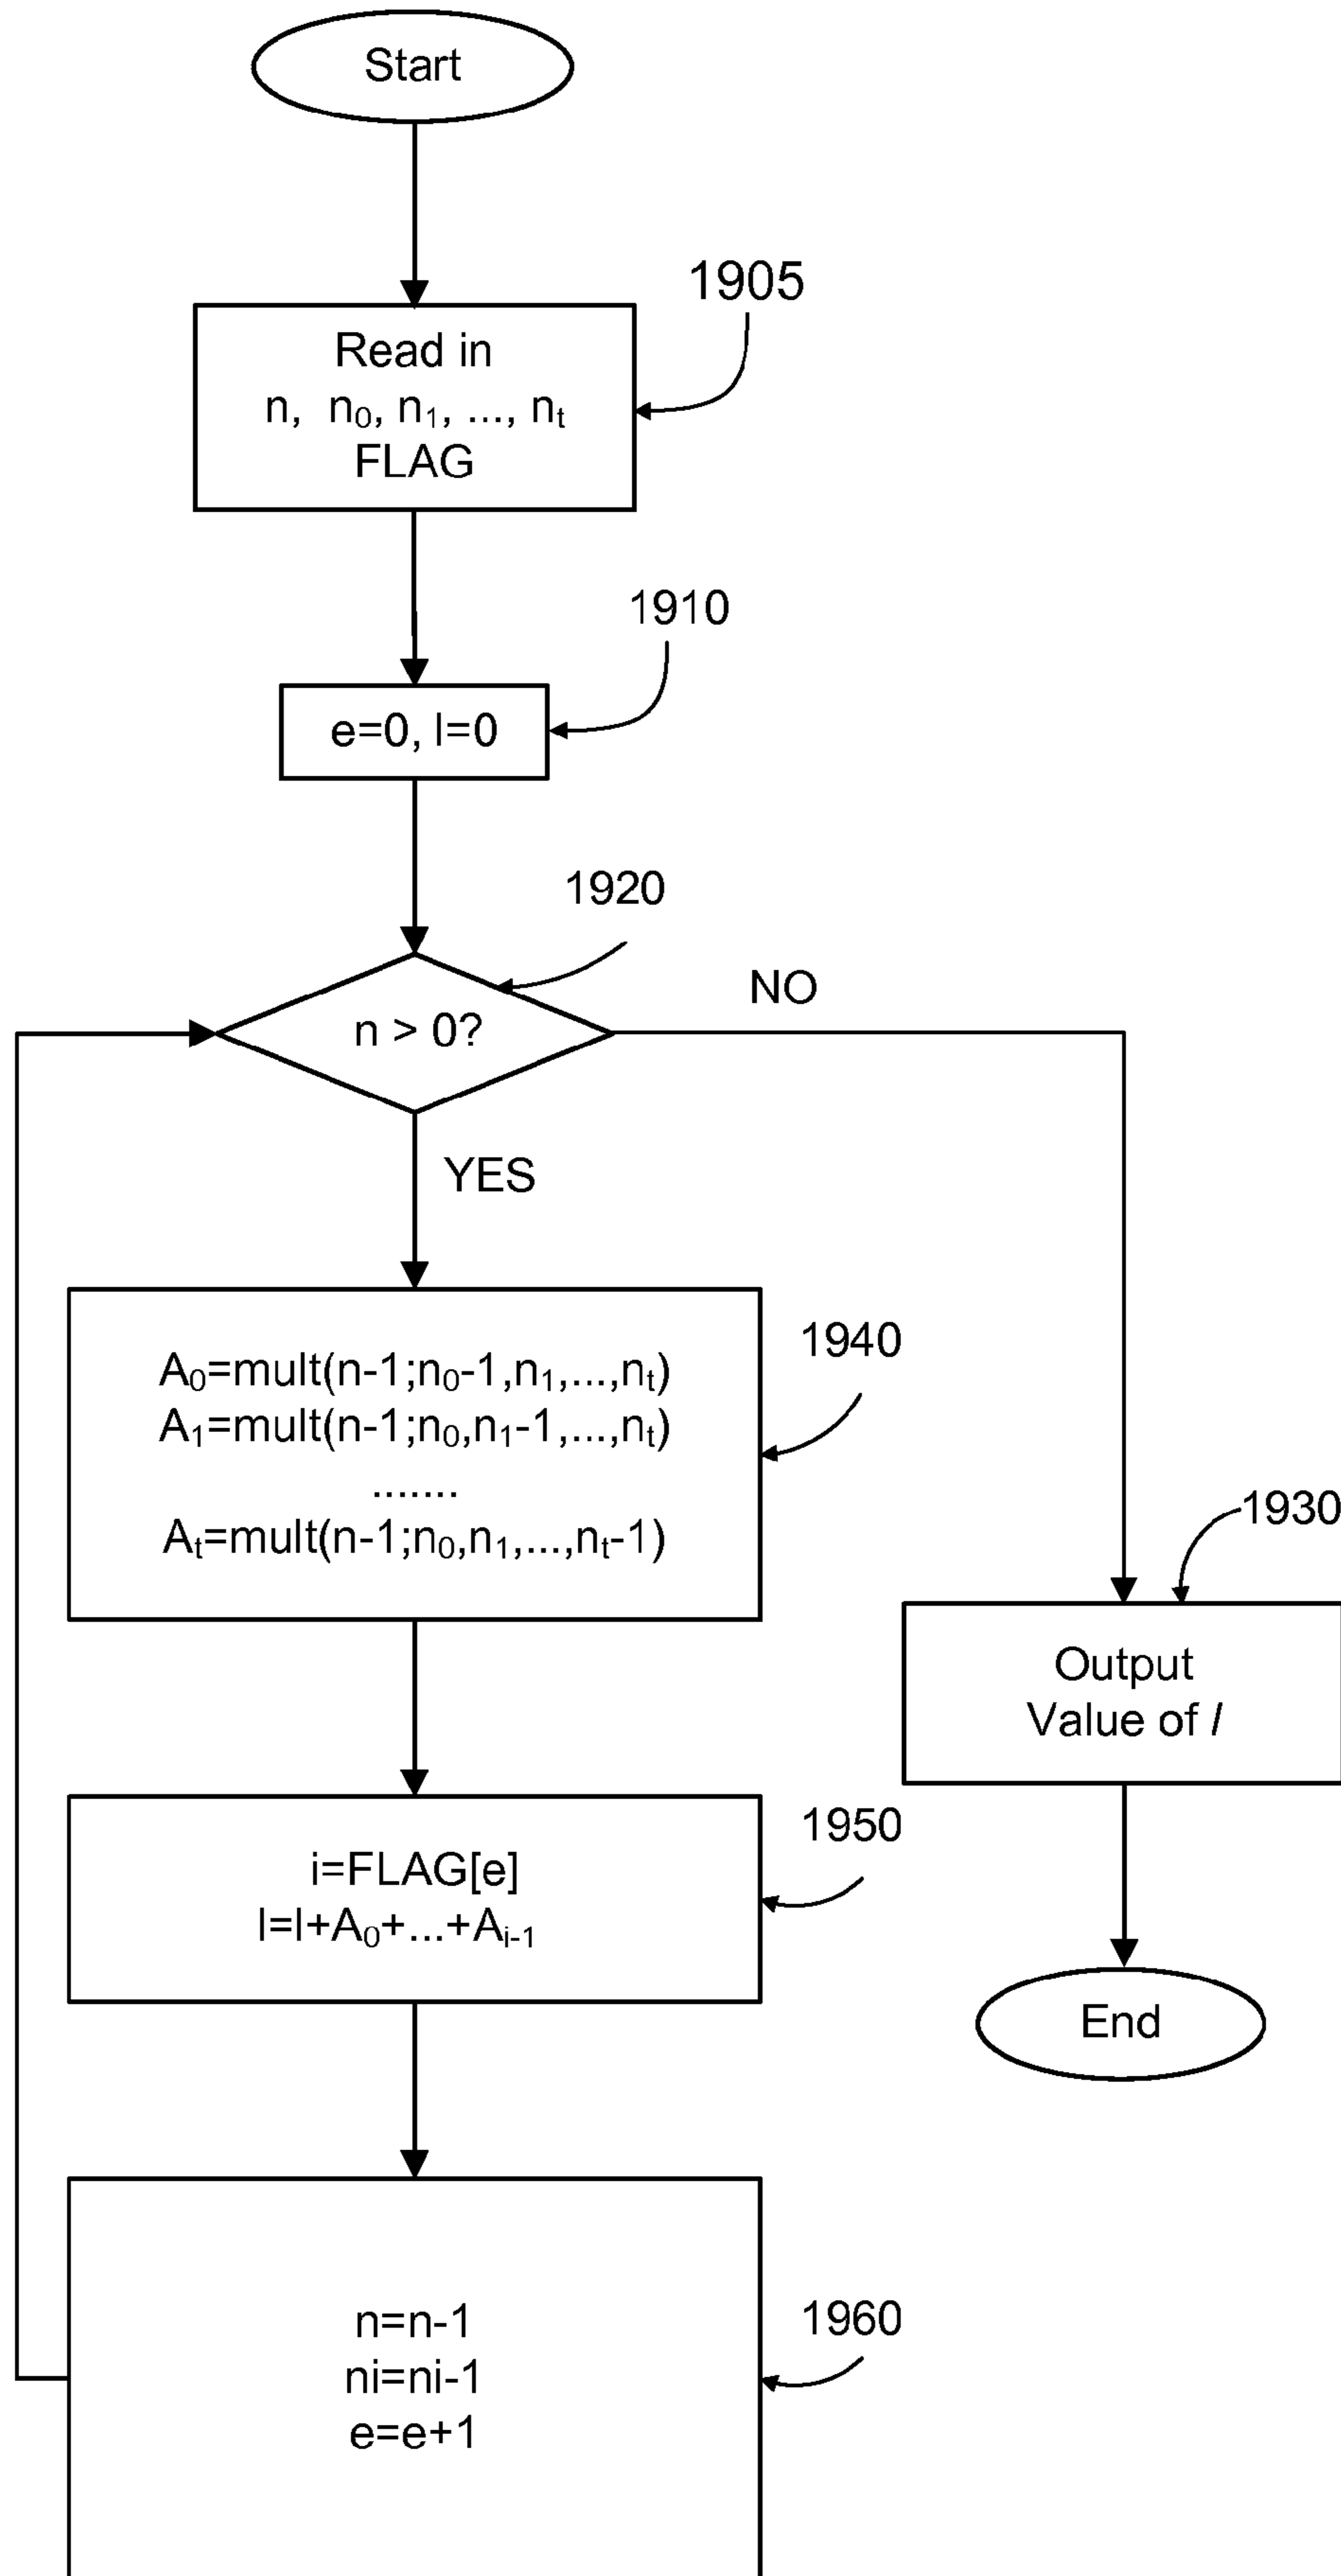 Start
1905
Read in
n, n₀, n₁, ..., nₜ
FLAG
1910
e=0, l=0
1920
n > 0?
NO
YES
1940
A₀=mult(n-1;n₀-1,n₁,...,nₜ)
A₁=mult(n-1;n₀,n₁-1,...,nₜ)
.......
Aₜ=mult(n-1;n₀,n₁,...,nₜ-1)
1930
Output
Value of l
1950
i=FLAG[e]
l=l+A₀+...+Aᵢ₋₁
End
1960
n=n-1
ni=ni-1
e=e+1